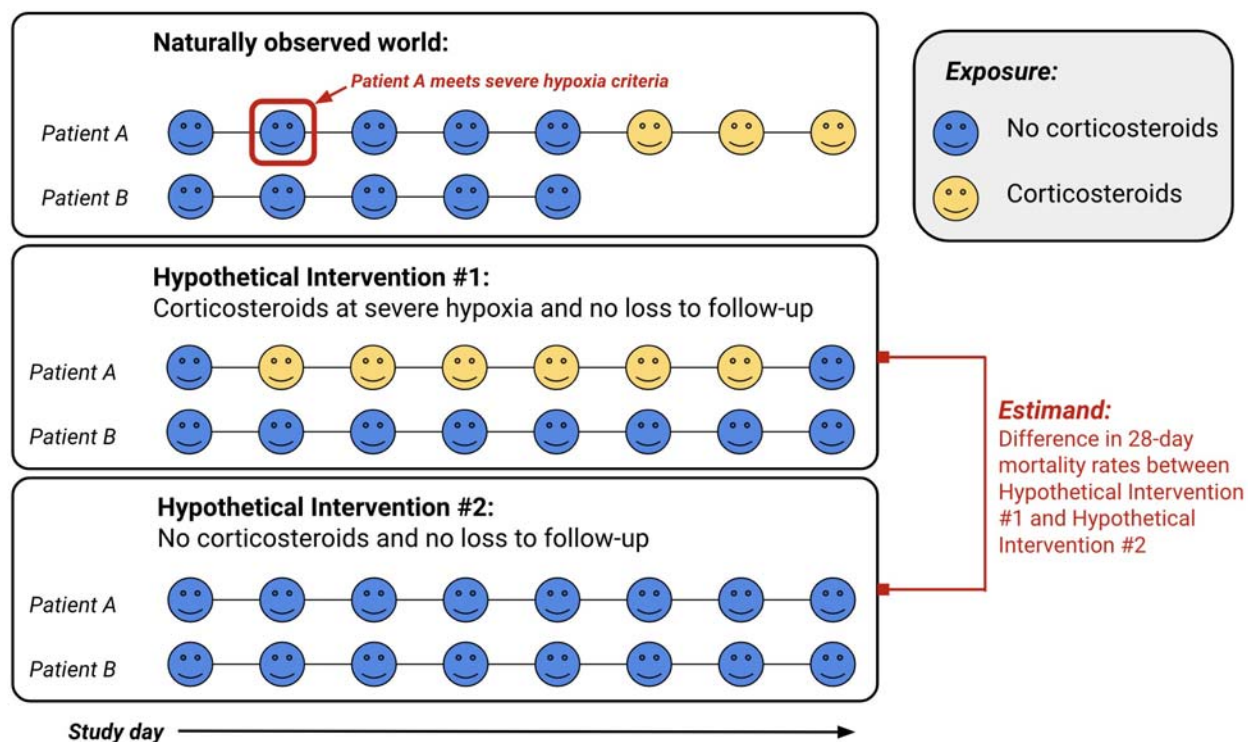 Naturally observed world:
Patient A meets severe hypoxia criteria
Patient A
Patient B
Exposure:
No corticosteroids
Corticosteroids
Hypothetical Intervention #1:
Corticosteroids at severe hypoxia and no loss to follow-up
Patient A
Patient B
Hypothetical Intervention #2:
No corticosteroids and no loss to follow-up
Patient A
Patient B
Estimand:
Difference in 28-day
mortality rates between
Hypothetical Intervention
#1 and Hypothetical
Intervention #2
Study day